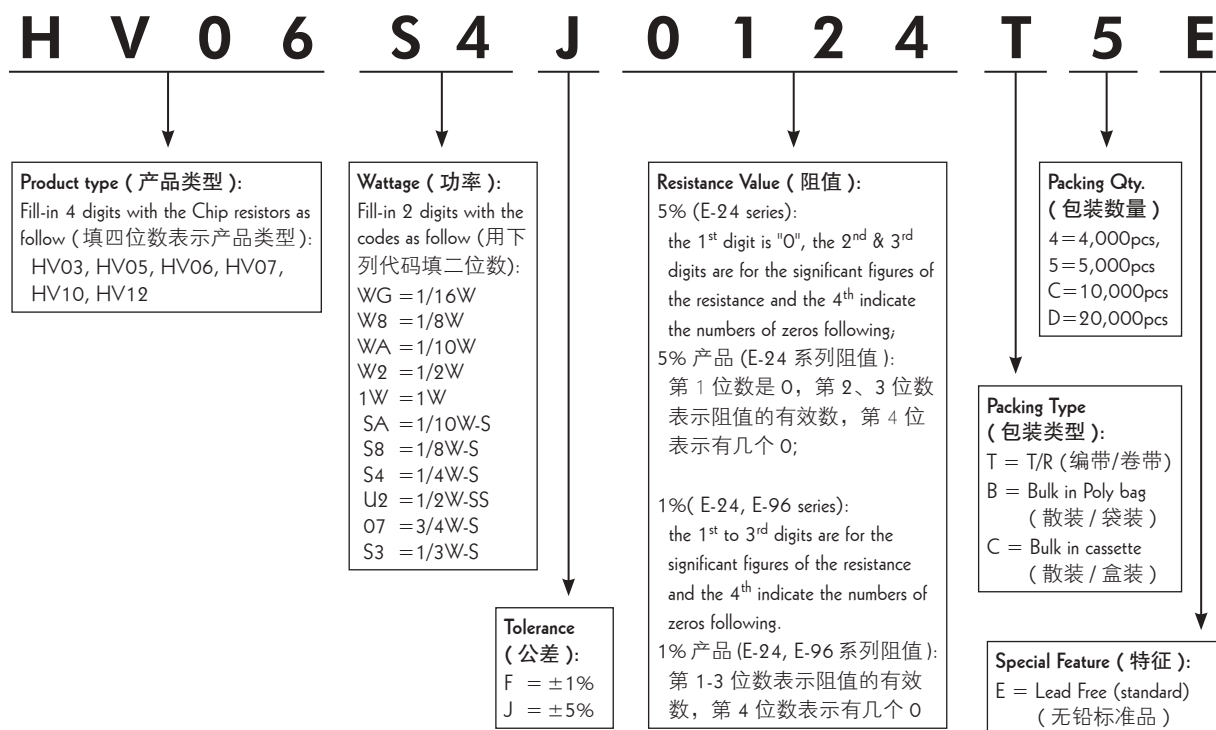 H V 0 6 S 4 J 0 1 2 4 T 5 E
Product type ( 产品类型 ):
Fill-in 4 digits with the Chip resistors as
follow ( 填四位数表示产品类型 ):
HV03, HV05, HV06, HV07,
HV10, HV12
Wattage ( 功率 ):
Fill-in 2 digits with the
codes as follow (用下
列代码填二位数):
WG =1/16W
W8 =1/8W
WA =1/10W
W2 =1/2W
1W =1W
SA =1/10W-S
S8 =1/8W-S
S4 =1/4W-S
U2 =1/2W-SS
07 =3/4W-S
S3 =1/3W-S
Tolerance
( 公差 ):
F = ±1%
J = ±5%
Resistance Value ( 阻值 ):
5% (E-24 series):
the 1st digit is "0", the 2nd & 3rd
digits are for the significant figures of
the resistance and the 4th indicate
the numbers of zeros following;
5% 产品 (E-24 系列阻值 ):
第 1 位数是 0，第 2、3 位数
表示阻值的有效数，第 4 位
表示有几个 0;
1%( E-24, E-96 series):
the 1st to 3rd digits are for the
significant figures of the resistance
and the 4th indicate the numbers of
zeros following.
1% 产品 (E-24, E-96 系列阻值 ):
第 1-3 位数表示阻值的有效
数，第 4 位数表示有几个 0
Packing Type
( 包装类型 ):
T = T/R (编带/卷带)
B = Bulk in Poly bag
( 散装 / 袋装 )
C = Bulk in cassette
( 散装 / 盒装 )
Packing Qty.
( 包装数量 )
4=4,000pcs,
5=5,000pcs
C=10,000pcs
D=20,000pcs
Special Feature ( 特征 ):
E = Lead Free (standard)
( 无铅标准品 )